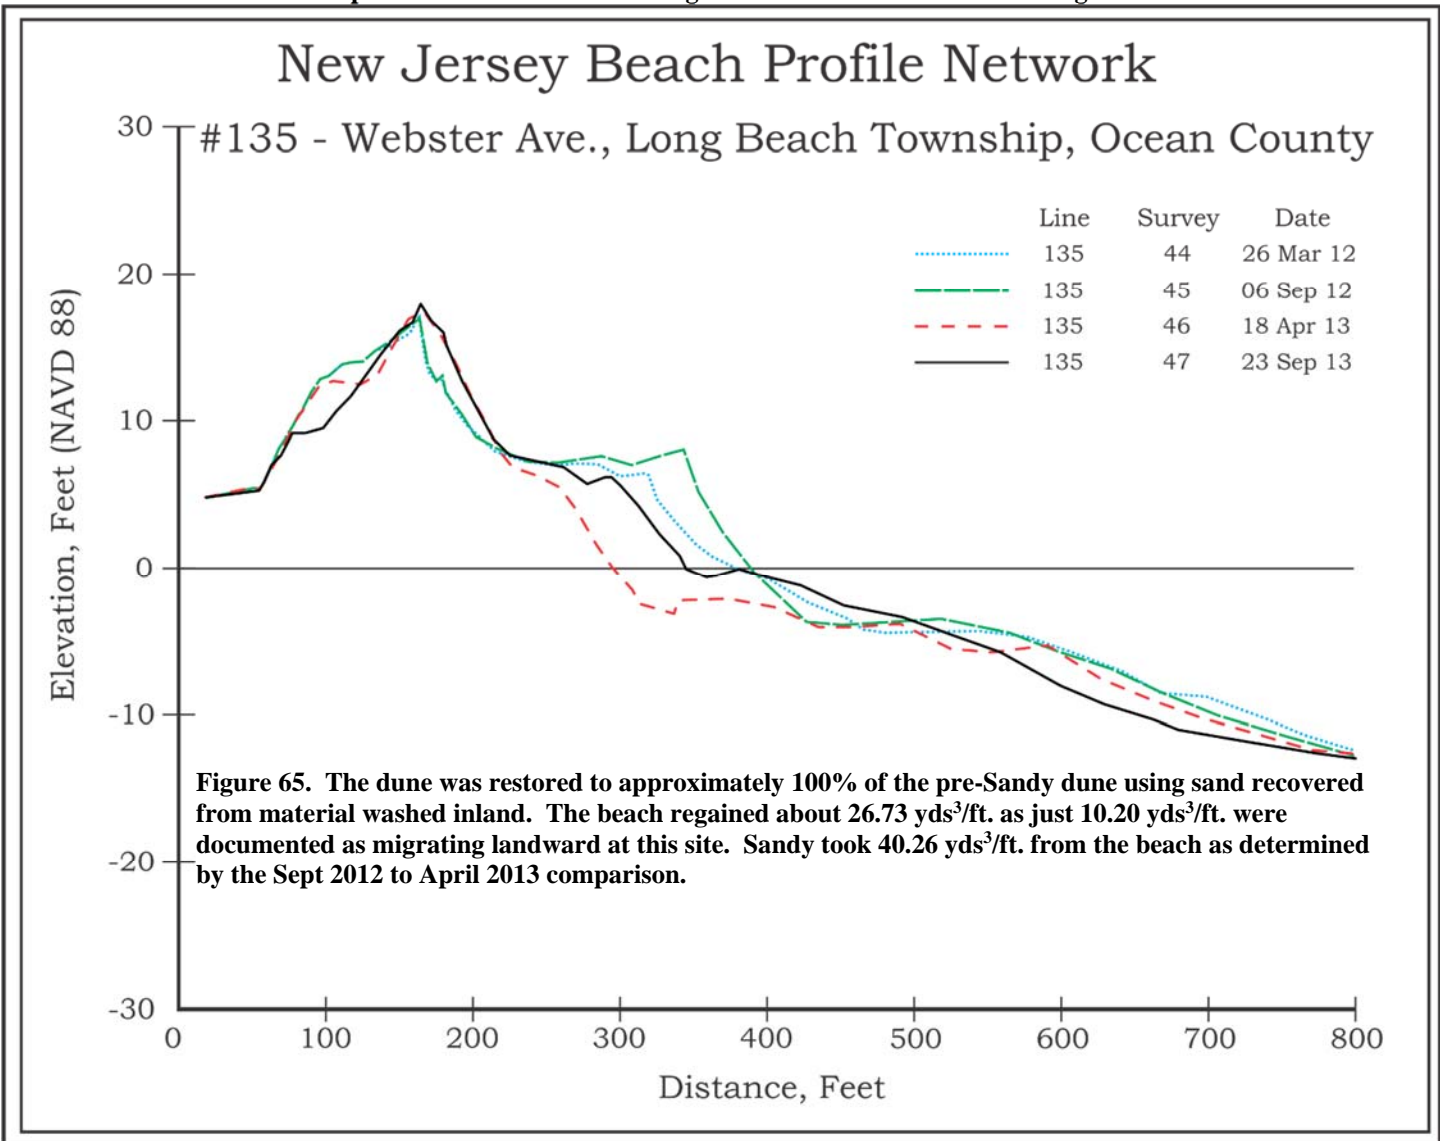 New Jersey Beach Profile Network
#135 - Webster Ave., Long Beach Township, Ocean County
Line Survey Date
135 44 26 Mar 12
135 45 06 Sep 12
135 46 18 Apr 13
135 47 23 Sep 13
Elevation, Feet (NAVD 88)
30
20
10
0
-10
-20
-30
Figure 65. The dune was restored to approximately 100% of the pre-Sandy dune using sand recovered
from material washed inland. The beach regained about 26.73 yds³/ft. as just 10.20 yds³/ft. were
documented as migrating landward at this site. Sandy took 40.26 yds³/ft. from the beach as determined
by the Sept 2012 to April 2013 comparison.
0 100 200 300 400 500 600 700 800
Distance, Feet